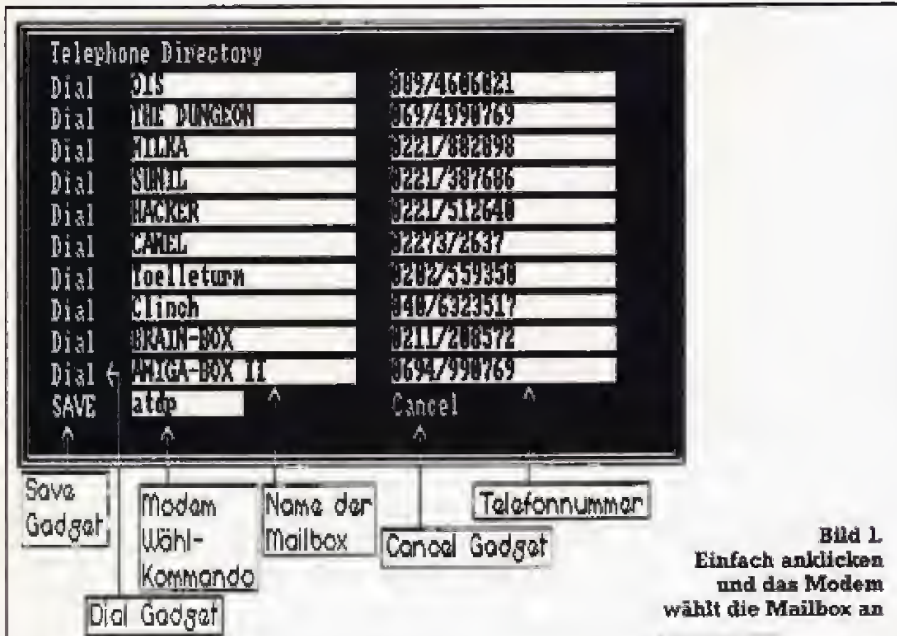 Telephone Directory
Dial OIS 089/4606021
Dial THE DUNGEON 069/4990769
Dial MILKA 0221/882898
Dial SUNIL 0221/387686
Dial HACKER 0221/512640
Dial CAMEL 02273/2637
Dial Toelleturm 0202/559350
Dial Clinch 040/6323517
Dial BRAIN-BOX 0211/208572
Dial AMIGA-BOX II 0694/990769
SAVE atdp Cancel
Save
Gadget
Modem
Wähl-
Kommando
Name der
Mailbox
Cancel Gadget
Telefonnummer
Dial Gadget
Bild 1.
Einfach anklicken
und das Modem
wählt die Mailbox an